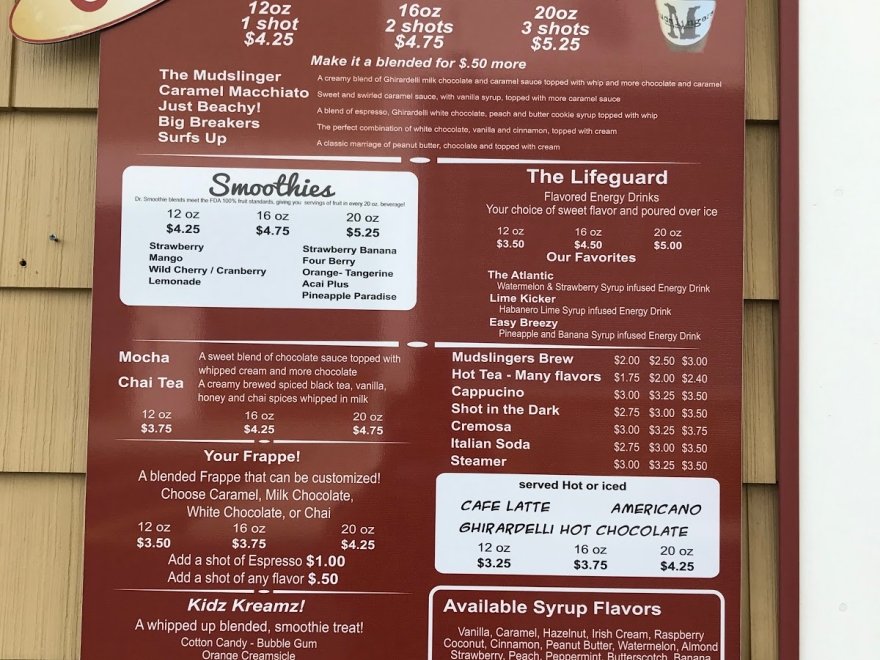 12oz 16oz 20oz
1 shot 2 shots 3 shots
$4.25 $4.75 $5.25
Make it a blended for $.50 more
The Mudslinger A creamy blend of Ghirardelli milk chocolate and caramel sauce topped with whip and more chocolate and caramel
Caramel Macchiato Sweet and swirled caramel sauce, with vanilla syrup, topped with more caramel sauce
Just Beachy! A blend of espresso, Ghirardelli white chocolate, peach and butter cookie syrup topped with whip
Big Breakers The perfect combination of white chocolate, vanilla and cinnamon, topped with cream
Surfs Up A classic marriage of peanut butter, chocolate and topped with cream
Smoothies
Dr. Smoothie blends meet the FDA 100% fruit standards, giving you servings of fruit in every 20 oz. beverage!
12 oz 16 oz 20 oz
$4.25 $4.75 $5.25
Strawberry
Mango
Wild Cherry / Cranberry
Lemonade
Strawberry Banana
Four Berry
Orange- Tangerine
Acai Plus
Pineapple Paradise
The Lifeguard
Flavored Energy Drinks
Your choice of sweet flavor and poured over ice
12 oz 16 oz 20 oz
$3.50 $4.50 $5.00
Our Favorites
The Atlantic
Watermelon & Strawberry Syrup infused Energy Drink
Lime Kicker
Habanero Lime Syrup infused Energy Drink
Easy Breezy
Pineapple and Banana Syrup infused Energy Drink
Mocha A sweet blend of chocolate sauce topped with
whipped cream and more chocolate
Chai Tea A creamy brewed spiced black tea, vanilla,
honey and chai spices whipped in milk
12 oz 16 oz 20 oz
$3.75 $4.25 $4.75
Your Frappe!
A blended Frappe that can be customized!
Choose Caramel, Milk Chocolate,
White Chocolate, or Chai
12 oz 16 oz 20 oz
$3.50 $3.75 $4.25
Add a shot of Espresso $1.00
Add a shot of any flavor $.50
Kidz Kreamz!
A whipped up blended, smoothie treat!
Cotton Candy - Bubble Gum
Orange Creamsicle
Mudslingers Brew $2.00 $2.50 $3.00
Hot Tea - Many flavors $1.75 $2.00 $2.40
Cappucino $3.00 $3.25 $3.50
Shot in the Dark $2.75 $3.00 $3.50
Cremosa $3.00 $3.25 $3.75
Italian Soda $2.75 $3.00 $3.50
Steamer $3.00 $3.25 $3.50
served Hot or iced
CAFE LATTE AMERICANO
GHIRARDELLI HOT CHOCOLATE
12 oz 16 oz 20 oz
$3.25 $3.75 $4.25
Available Syrup Flavors
Vanilla, Caramel, Hazelnut, Irish Cream, Raspberry
Coconut, Cinnamon, Peanut Butter, Watermelon, Almond
Strawberry, Peach, Peppermint, Butterscotch, Banana